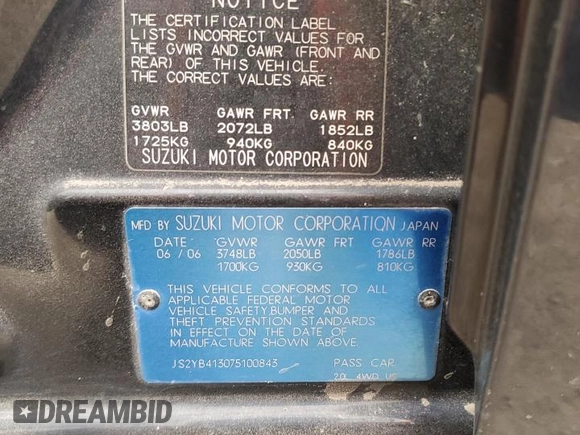 NOTICE
THE CERTIFICATION LABEL
LISTS INCORRECT VALUES FOR
THE GVWR AND GAWR (FRONT AND
REAR) OF THIS VEHICLE.
THE CORRECT VALUES ARE:
GVWR GAWR FRT GAWR RR
3803LB 2072LB 1852LB
1725KG 940KG 840KG
SUZUKI MOTOR CORPORATION
MFD BY SUZUKI MOTOR CORPORATION JAPAN
DATE GVWR GAWR FRT GAWR RR
06 / 06 3748LB 2050LB 1786LB
1700KG 930KG 810KG
THIS VEHICLE CONFORMS TO ALL
APPLICABLE FEDERAL MOTOR
VEHICLE SAFETY,BUMPER AND
THEFT PREVENTION STANDARDS
IN EFFECT ON THE DATE OF
MANUFACTURE SHOWN ABOVE
JS2YB413075100843 PASS CAR
2.0L 4WD US
DREAMBID